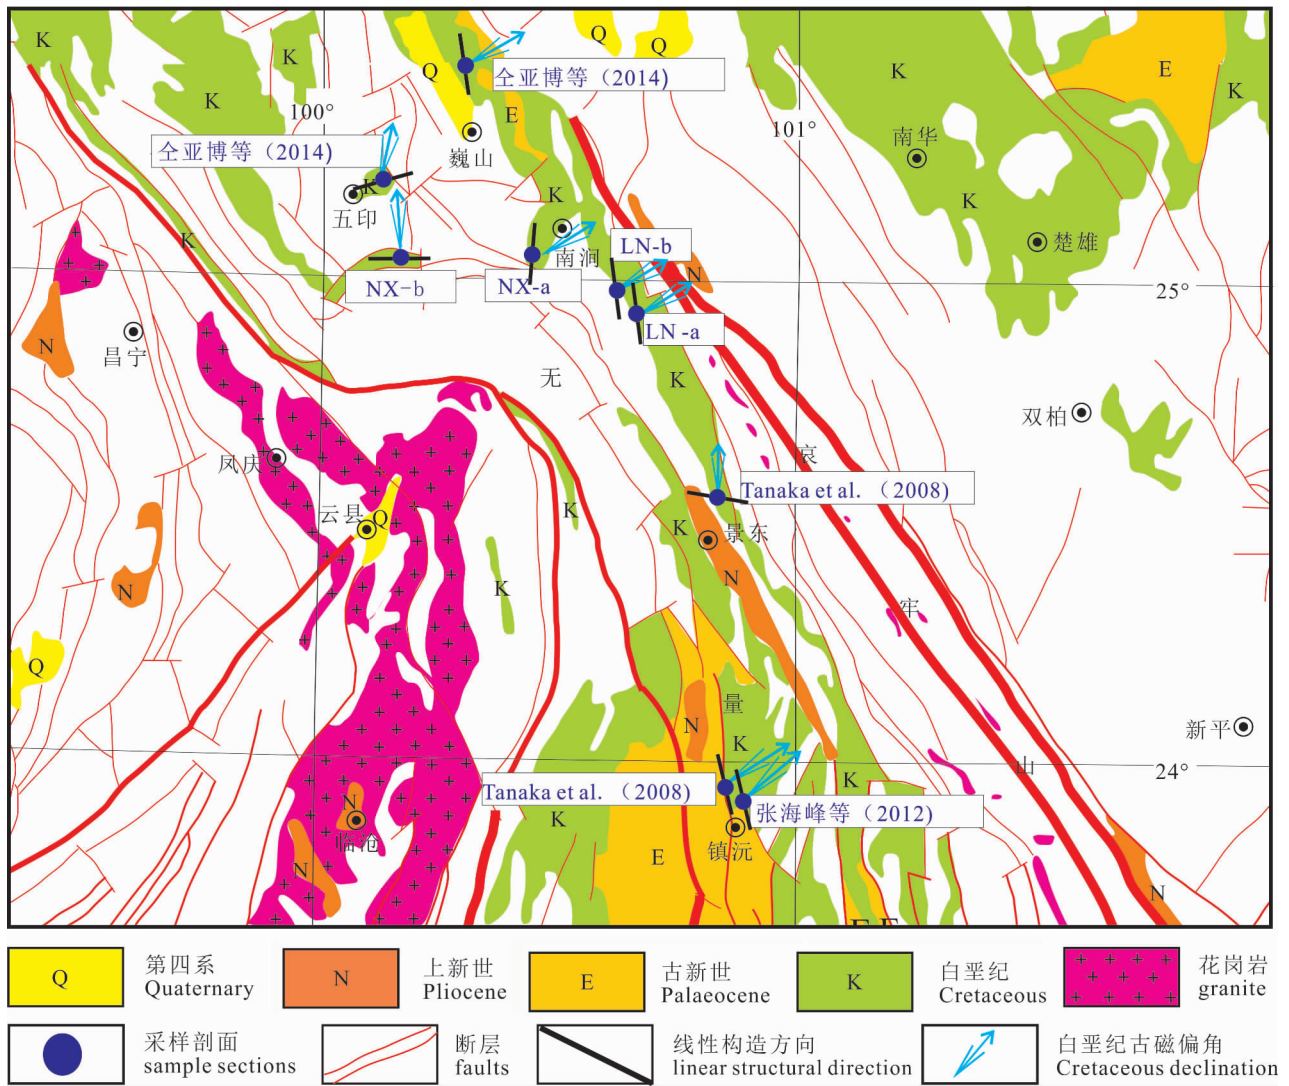 K
K
Q
Q
Q
K
E
K
仝亚博等（2014）
K
E
K
100°
101°
南华
巍山
仝亚博等（2014）
K
五印
K
K
南涧
K
楚雄
LN-b
N
NX-b
NX-a
25°
LN-a
N
昌宁
无
K
双柏
哀
凤庆
Tanaka et al. （2008）
云县
Q
K
K
景东
N
K
N
牢
Q
量
N
K
新平
山
24°
K
Tanaka et al. （2008）
张海峰等（2012）
N
临沧
K
镇沅
E
N
N
E E
Q
第四系
Quaternary
N
上新世
Pliocene
E
古新世
Palaeocene
K
白垩纪
Cretaceous
花岗岩
granite
采样剖面
sample sections
断层
faults
线性构造方向
linear structural direction
白垩纪古磁偏角
Cretaceous declination